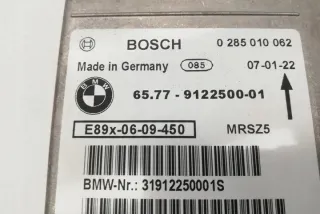 BOSCH 0 285 010 062
Made in Germany 085 07-01-22
BMW 65.77 - 9122500-01
E89x-06-09-450 MRSZ5
BMW-Nr.: 31912250001S